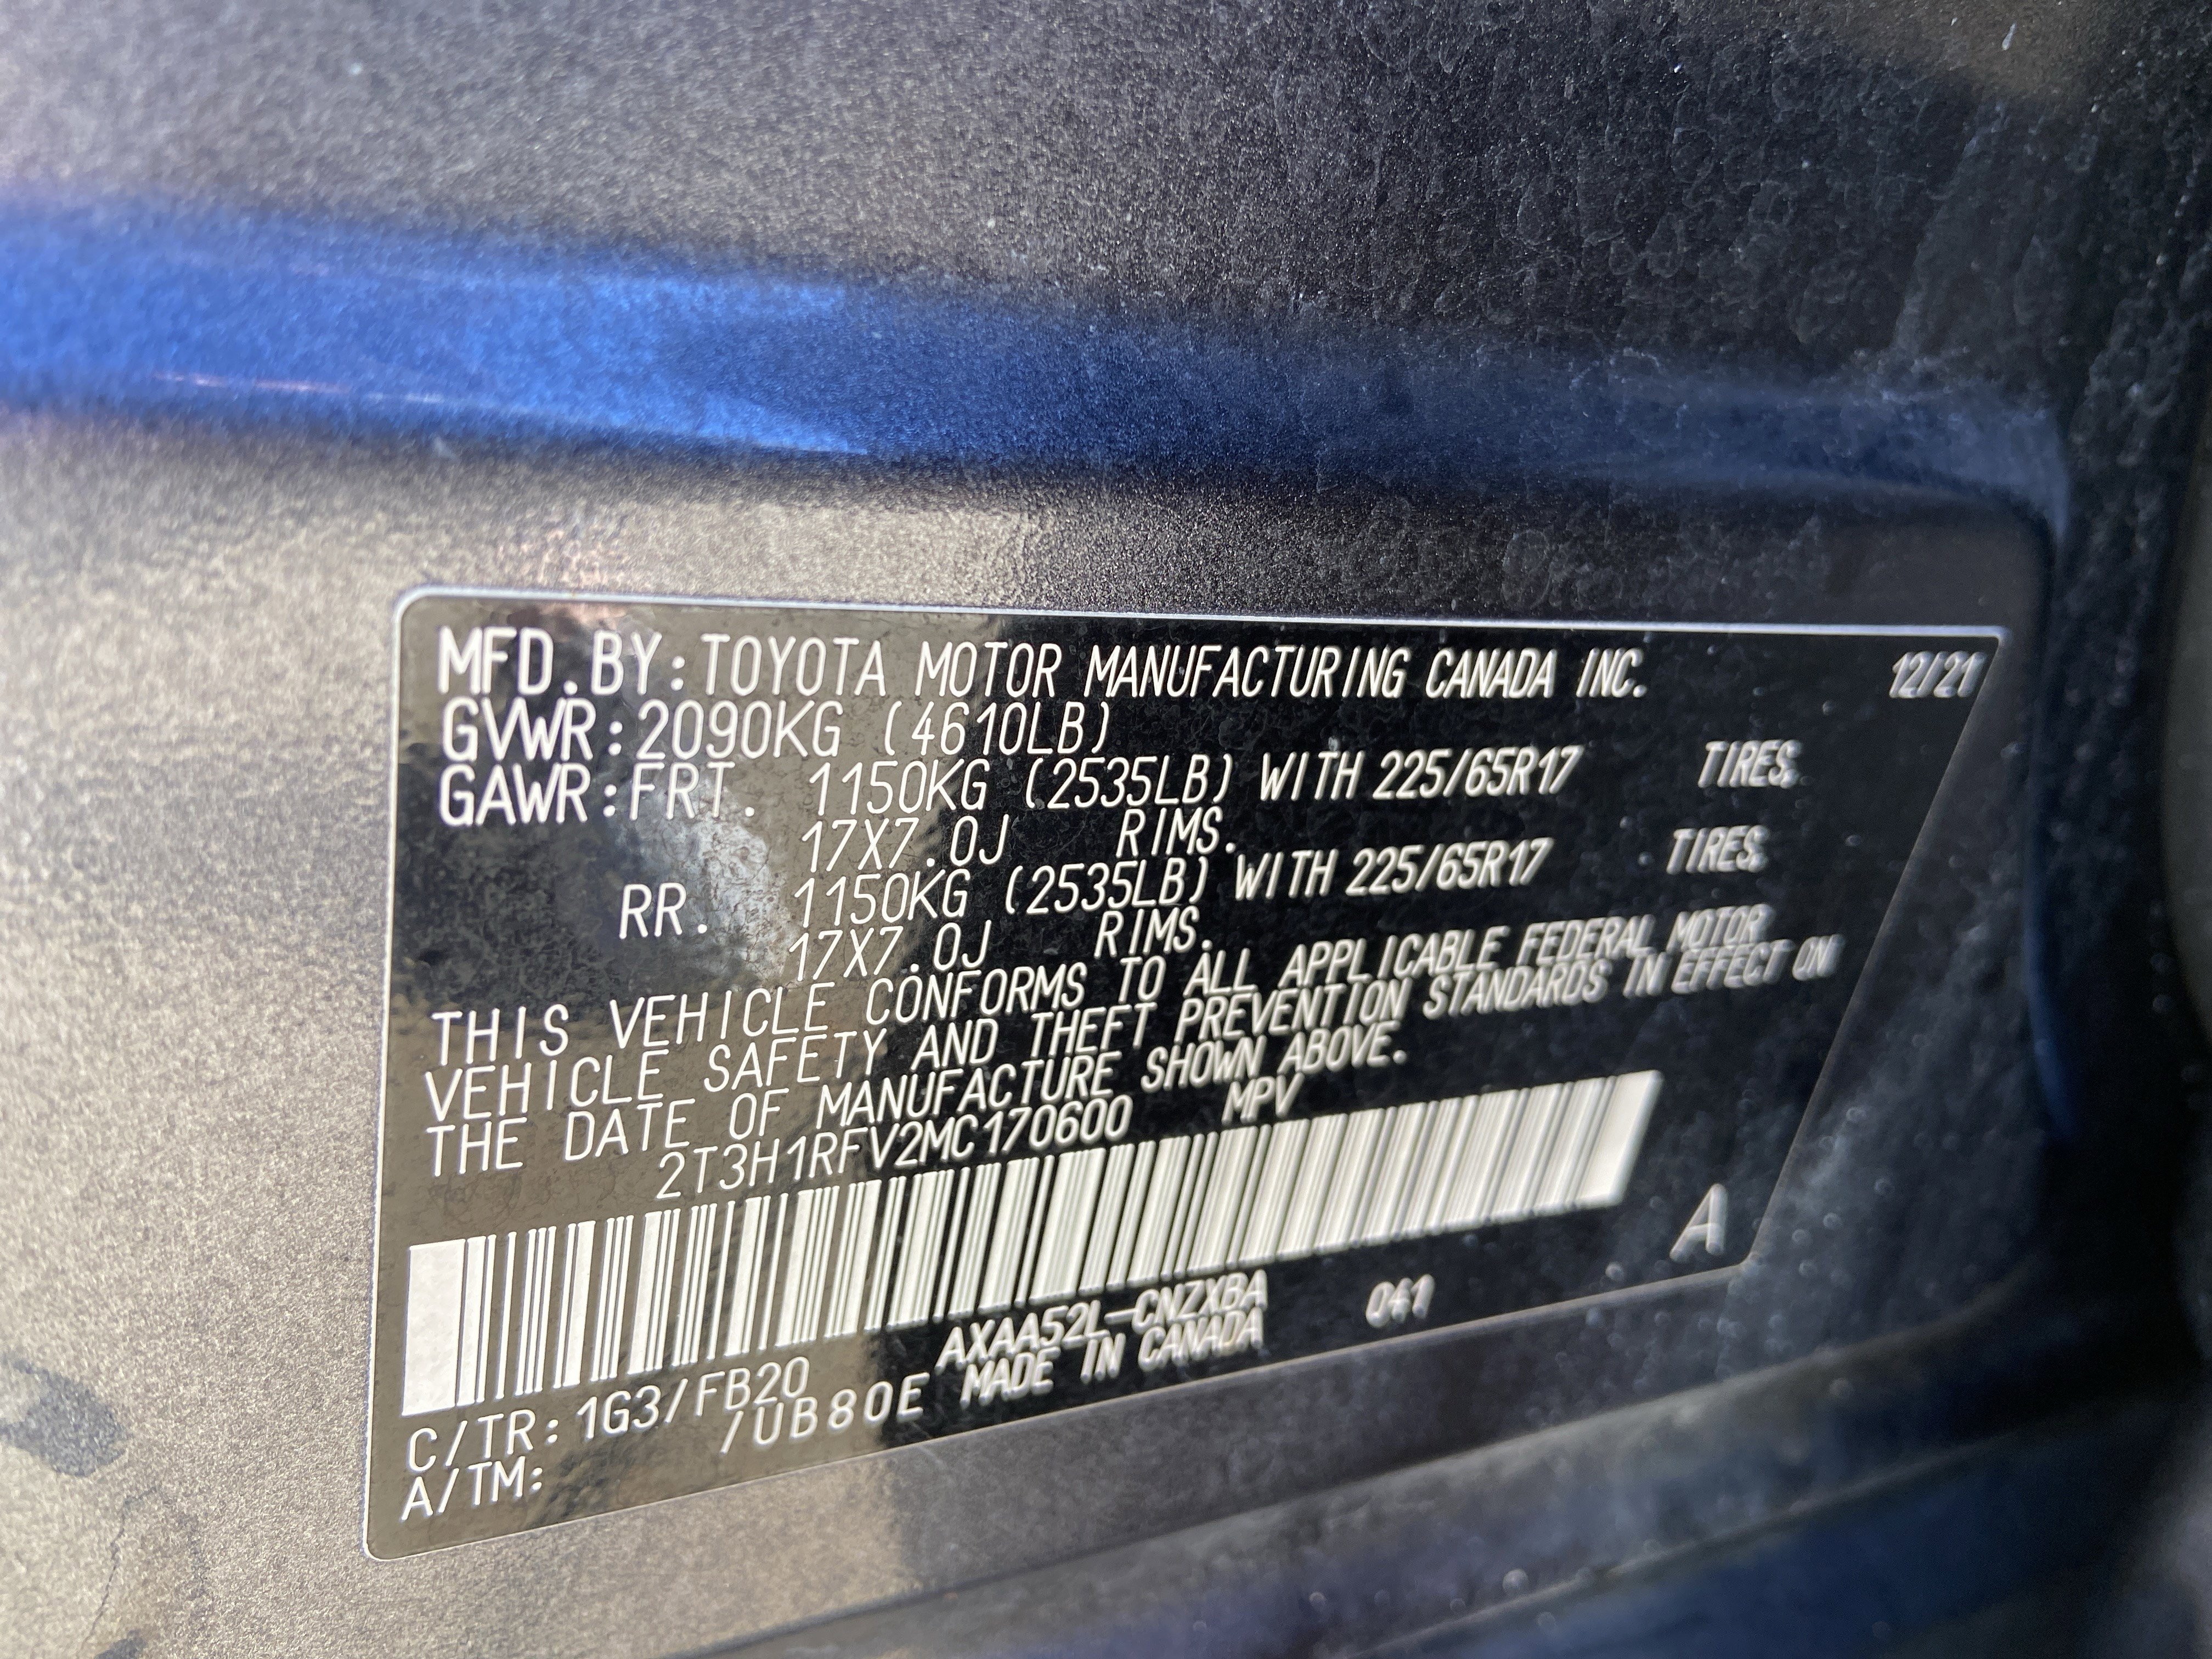 MFD.BY:TOYOTA MOTOR MANUFACTURING CANADA INC. 12/21
GVWR:2090KG (4610LB)
GAWR:FRT. 1150KG (2535LB) WITH 225/65R17 TIRES.
17X7.0J RIMS.
RR. 1150KG (2535LB) WITH 225/65R17 TIRES.
17X7.0J RIMS.
THIS VEHICLE CONFORMS TO ALL APPLICABLE FEDERAL MOTOR
VEHICLE SAFETY AND THEFT PREVENTION STANDARDS IN EFFECT ON
THE DATE OF MANUFACTURE SHOWN ABOVE.
2T3H1RFV2MC170600 MPV
A
C/TR:1G3/FB20 AXAA52L-CNZXBA 061
A/TM: /UB80E MADE IN CANADA